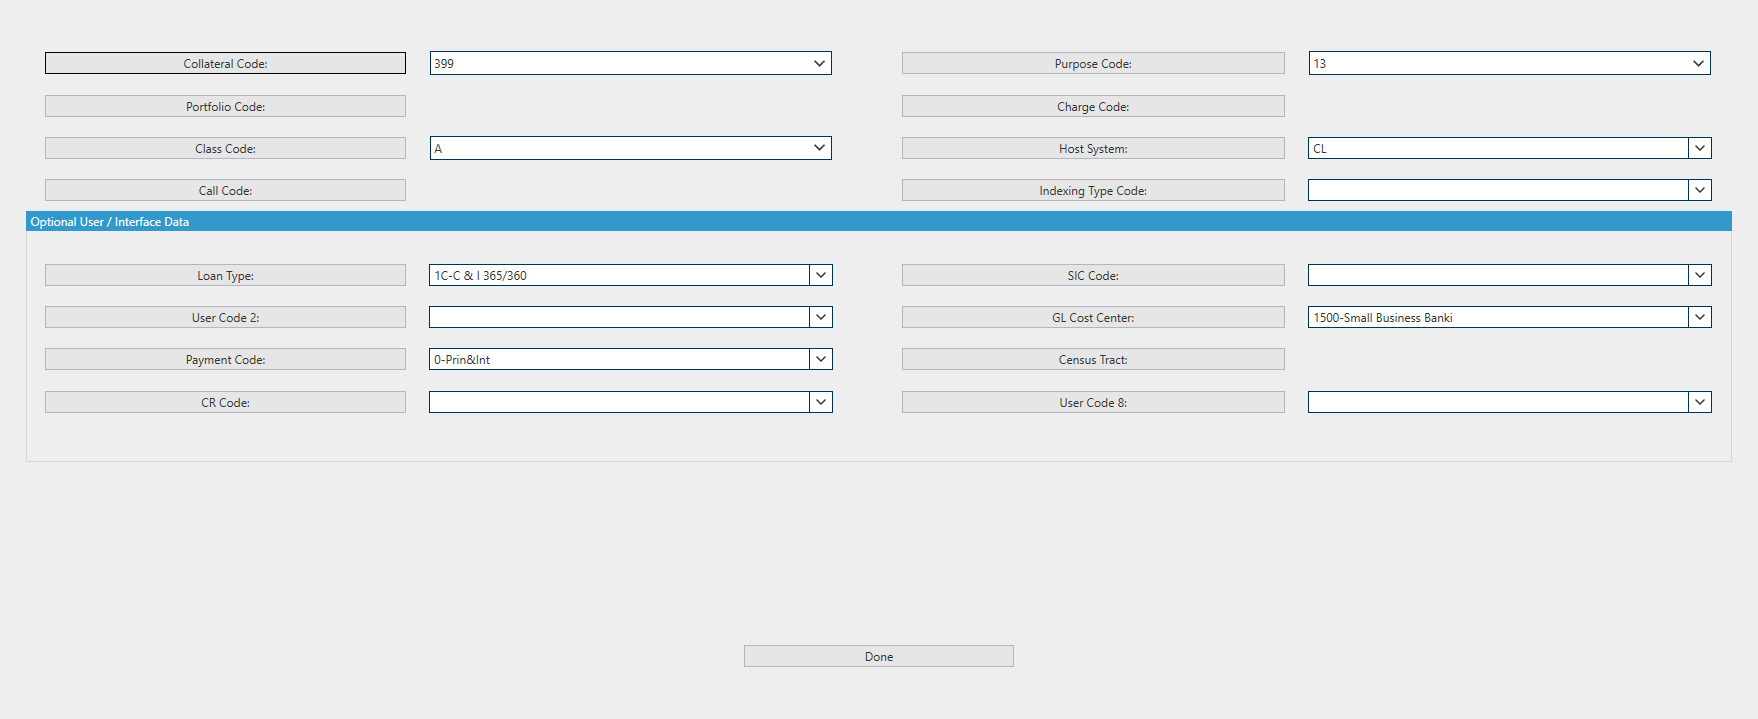 Collateral Code: 399 Purpose Code: 13
Portfolio Code: Charge Code:
Class Code: A Host System: CL
Call Code: Indexing Type Code:
Optional User / Interface Data
Loan Type: 1C-C & I 365/360 SIC Code:
User Code 2: GL Cost Center: 1500-Small Business Banki
Payment Code: 0-Prin&Int Census Tract:
CR Code: User Code 8:
Done